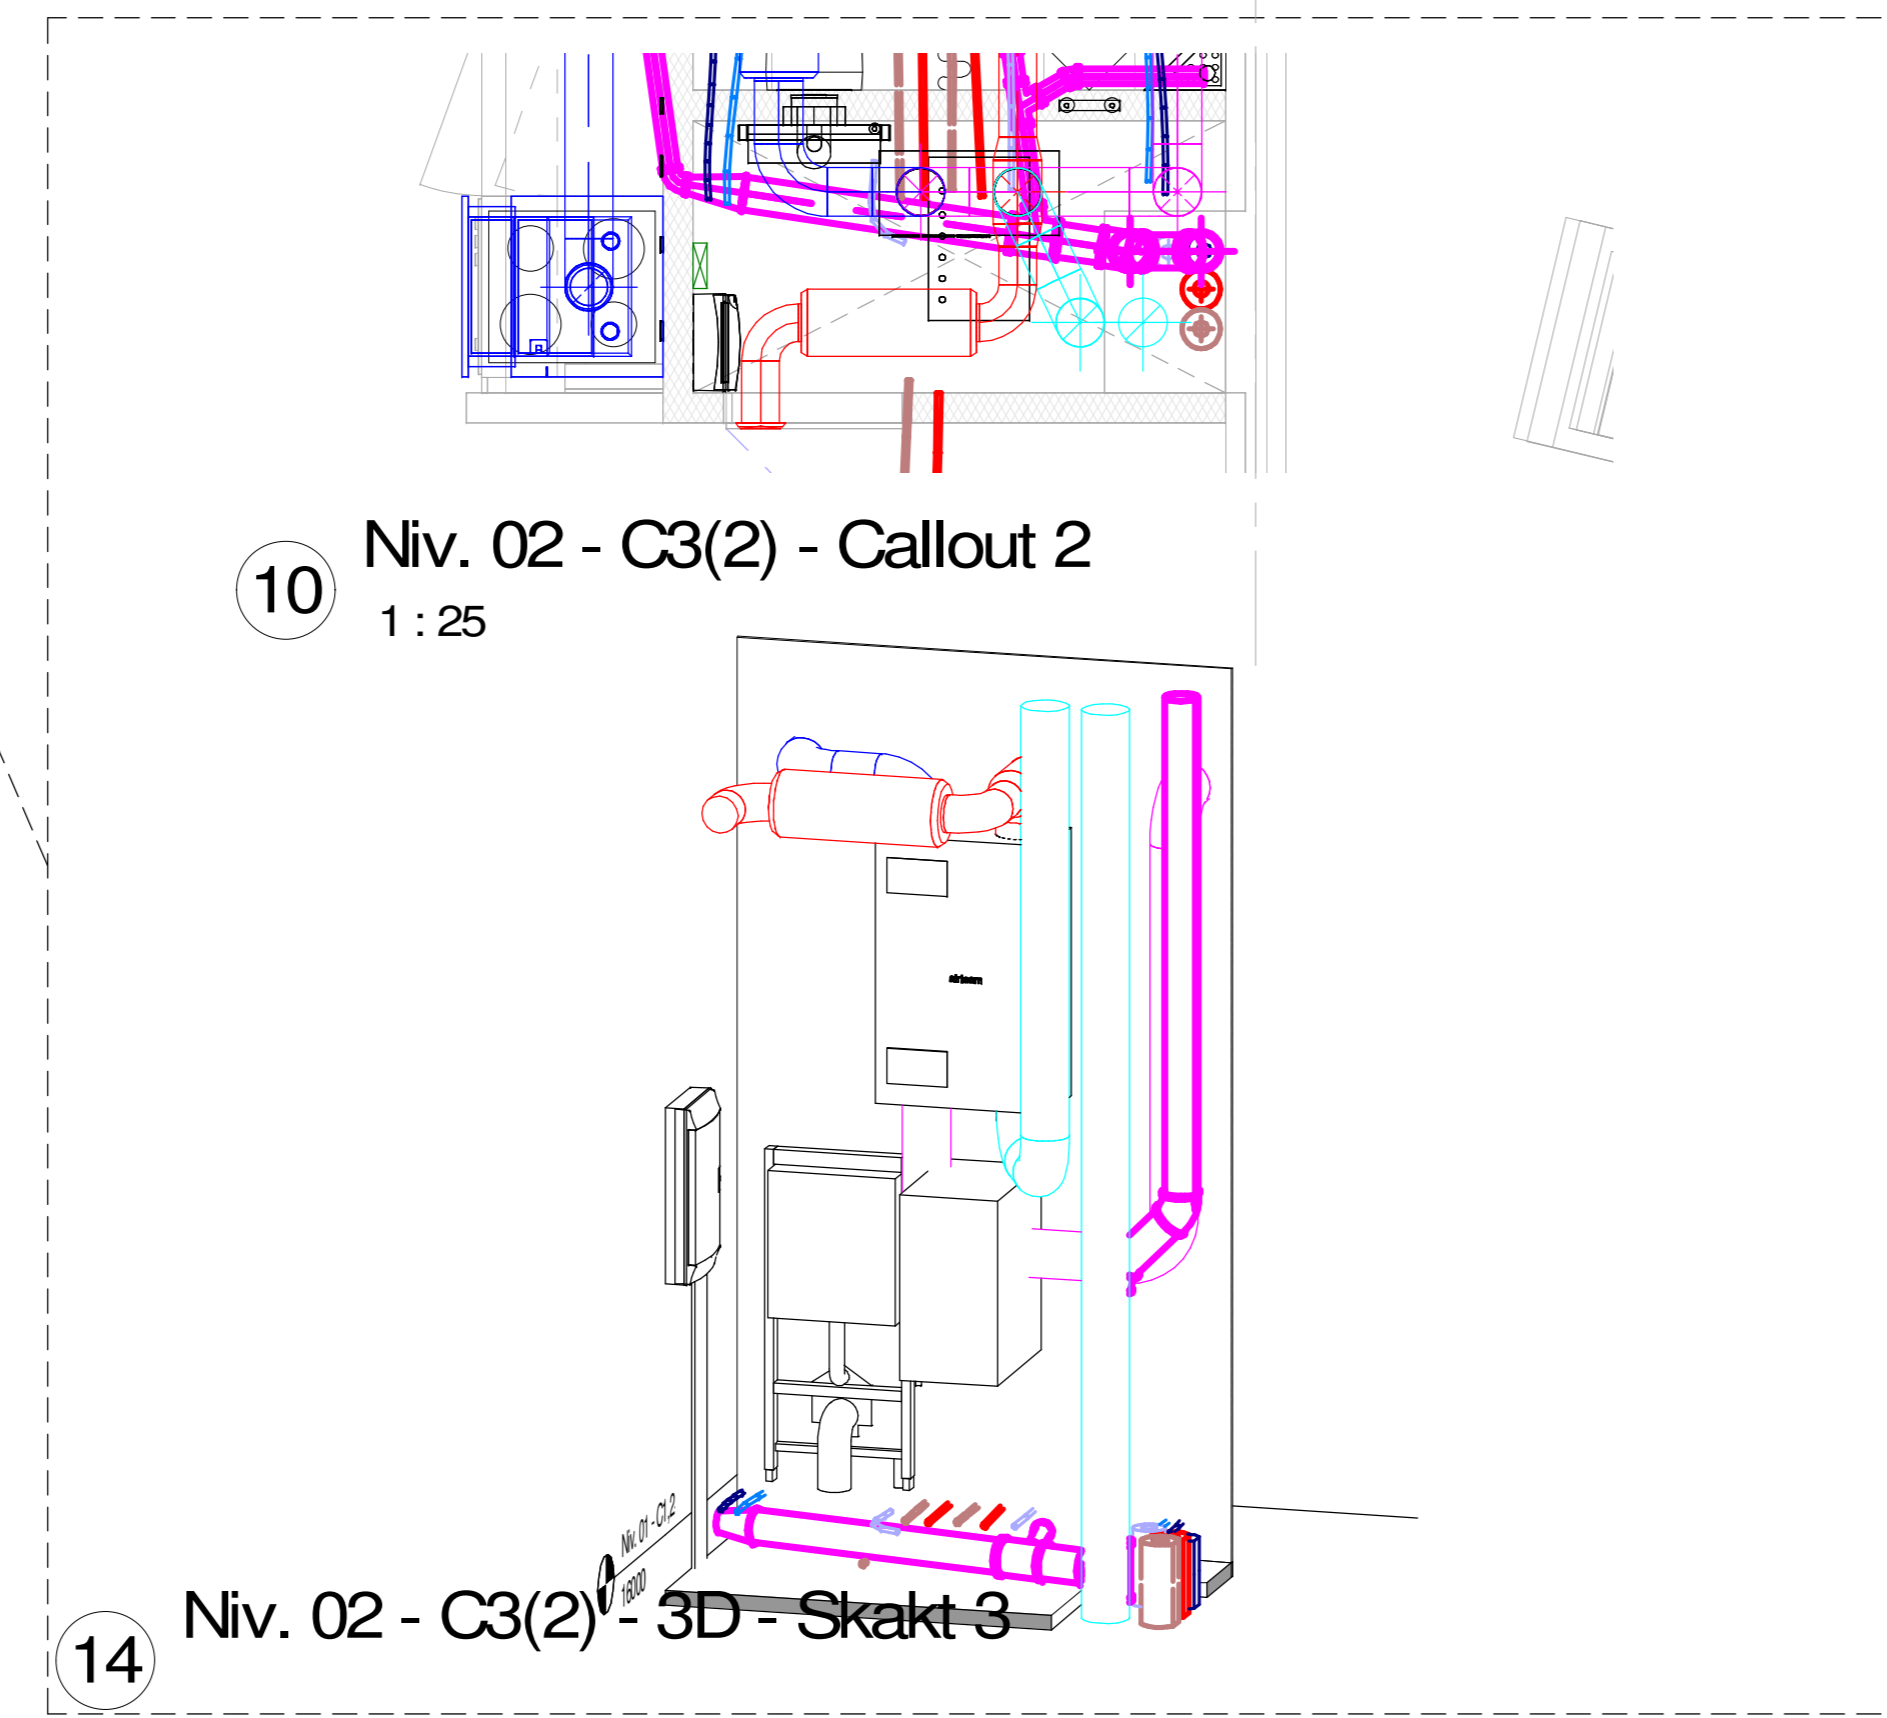 10
Niv. 02 - C3(2) - Callout 2
1 : 25
Niv. 01 - C1,2
16000
14
Niv. 02 - C3(2) - 3D - Skakt 3